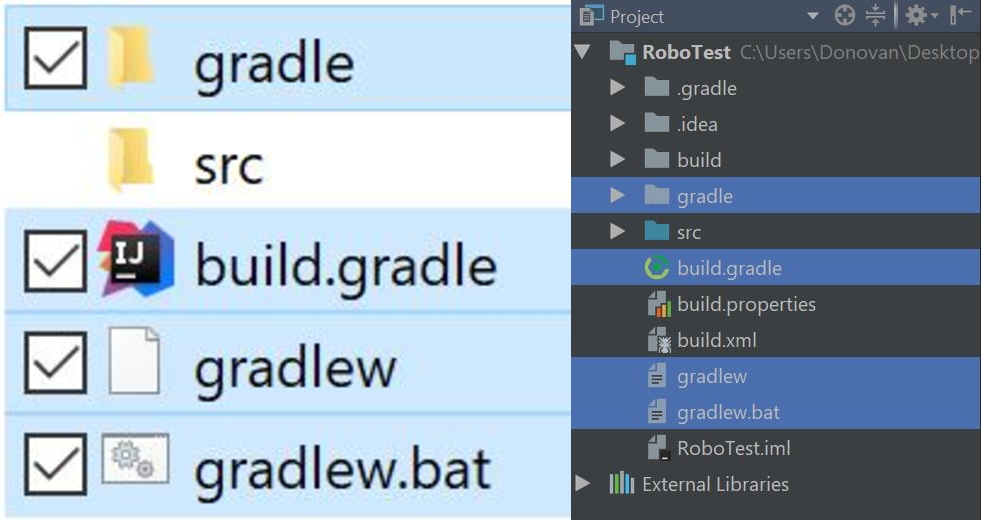 gradle
src
IJ
build.gradle
gradlew
gradlew.bat
Project
RoboTest C:\Users\Donovan\Desktop
.gradle
.idea
build
gradle
src
build.gradle
build.properties
build.xml
gradlew
gradlew.bat
RoboTest.iml
External Libraries